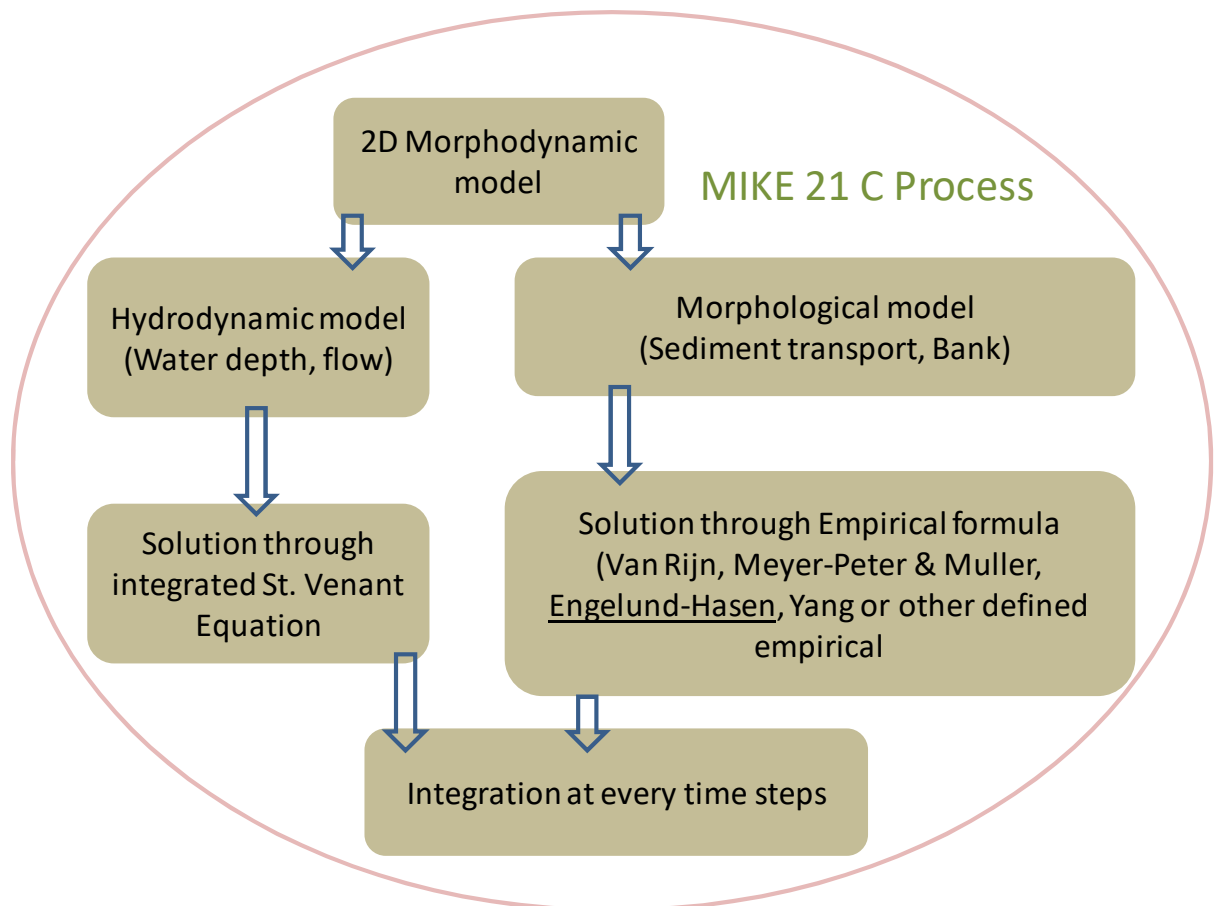 2D Morphodynamic
model
MIKE 21 C Process
Hydrodynamic model
(Water depth, flow)
Morphological model
(Sediment transport, Bank)
Solution through
integrated St. Venant
Equation
Solution through Empirical formula
(Van Rijn, Meyer-Peter & Muller,
Engelund-Hasen, Yang or other defined
empirical
Integration at every time steps